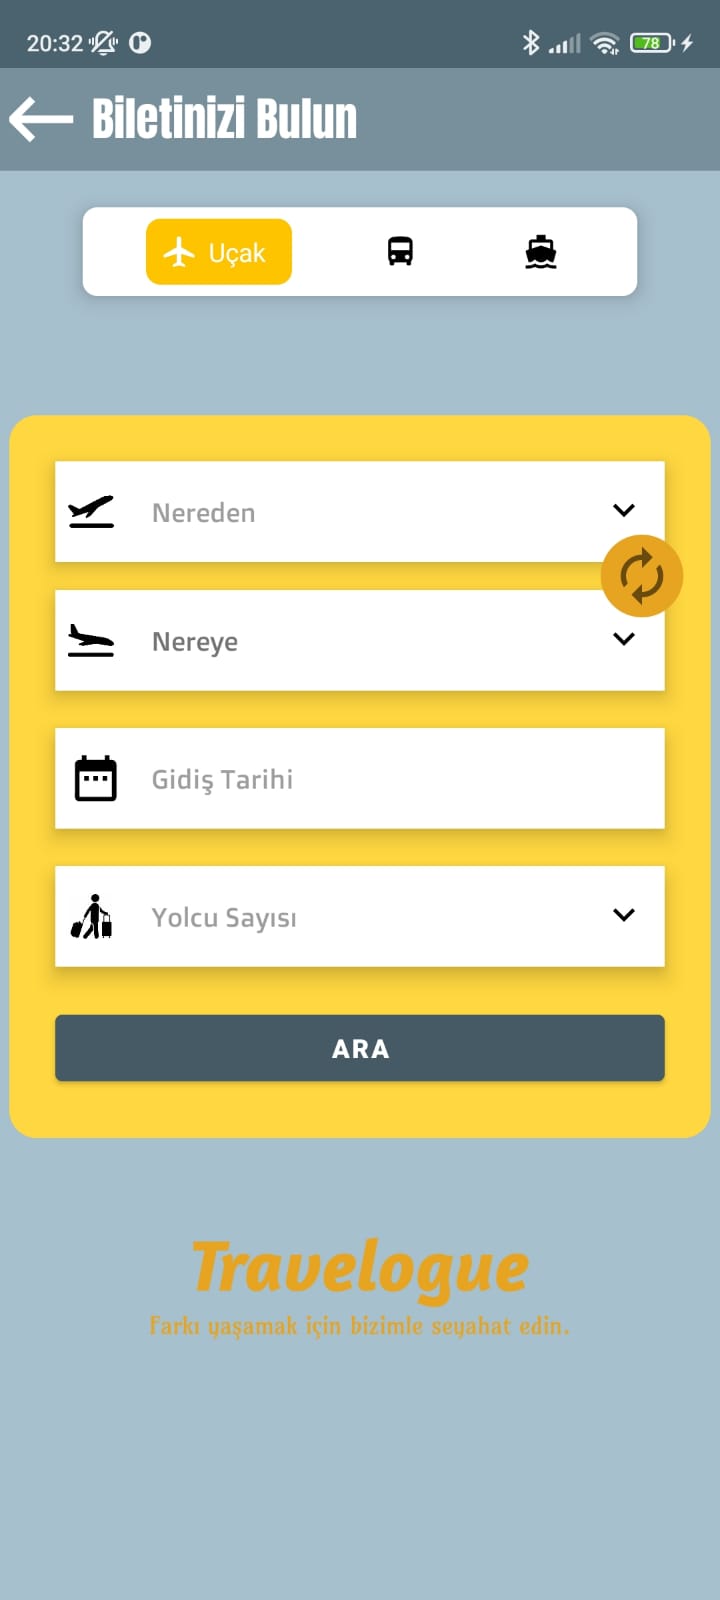 20:32
78
Biletinizi Bulun
Uçak
Nereden
Nereye
Gidiş Tarihi
Yolcu Sayısı
ARA
Travelogue
Farkı yaşamak için bizimle seyahat edin.